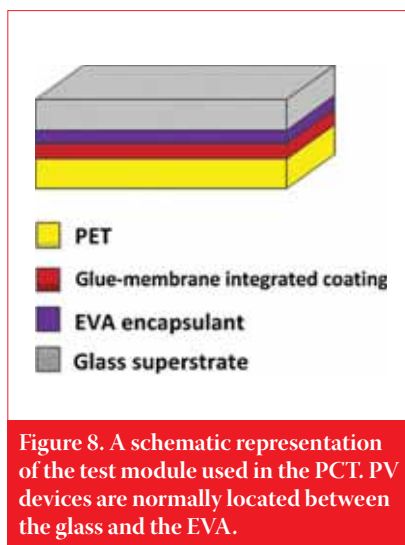 PET
Glue-membrane integrated coating
EVA encapsulant
Glass superstrate
Figure 8. A schematic representation
of the test module used in the PCT. PV
devices are normally located between
the glass and the EVA.